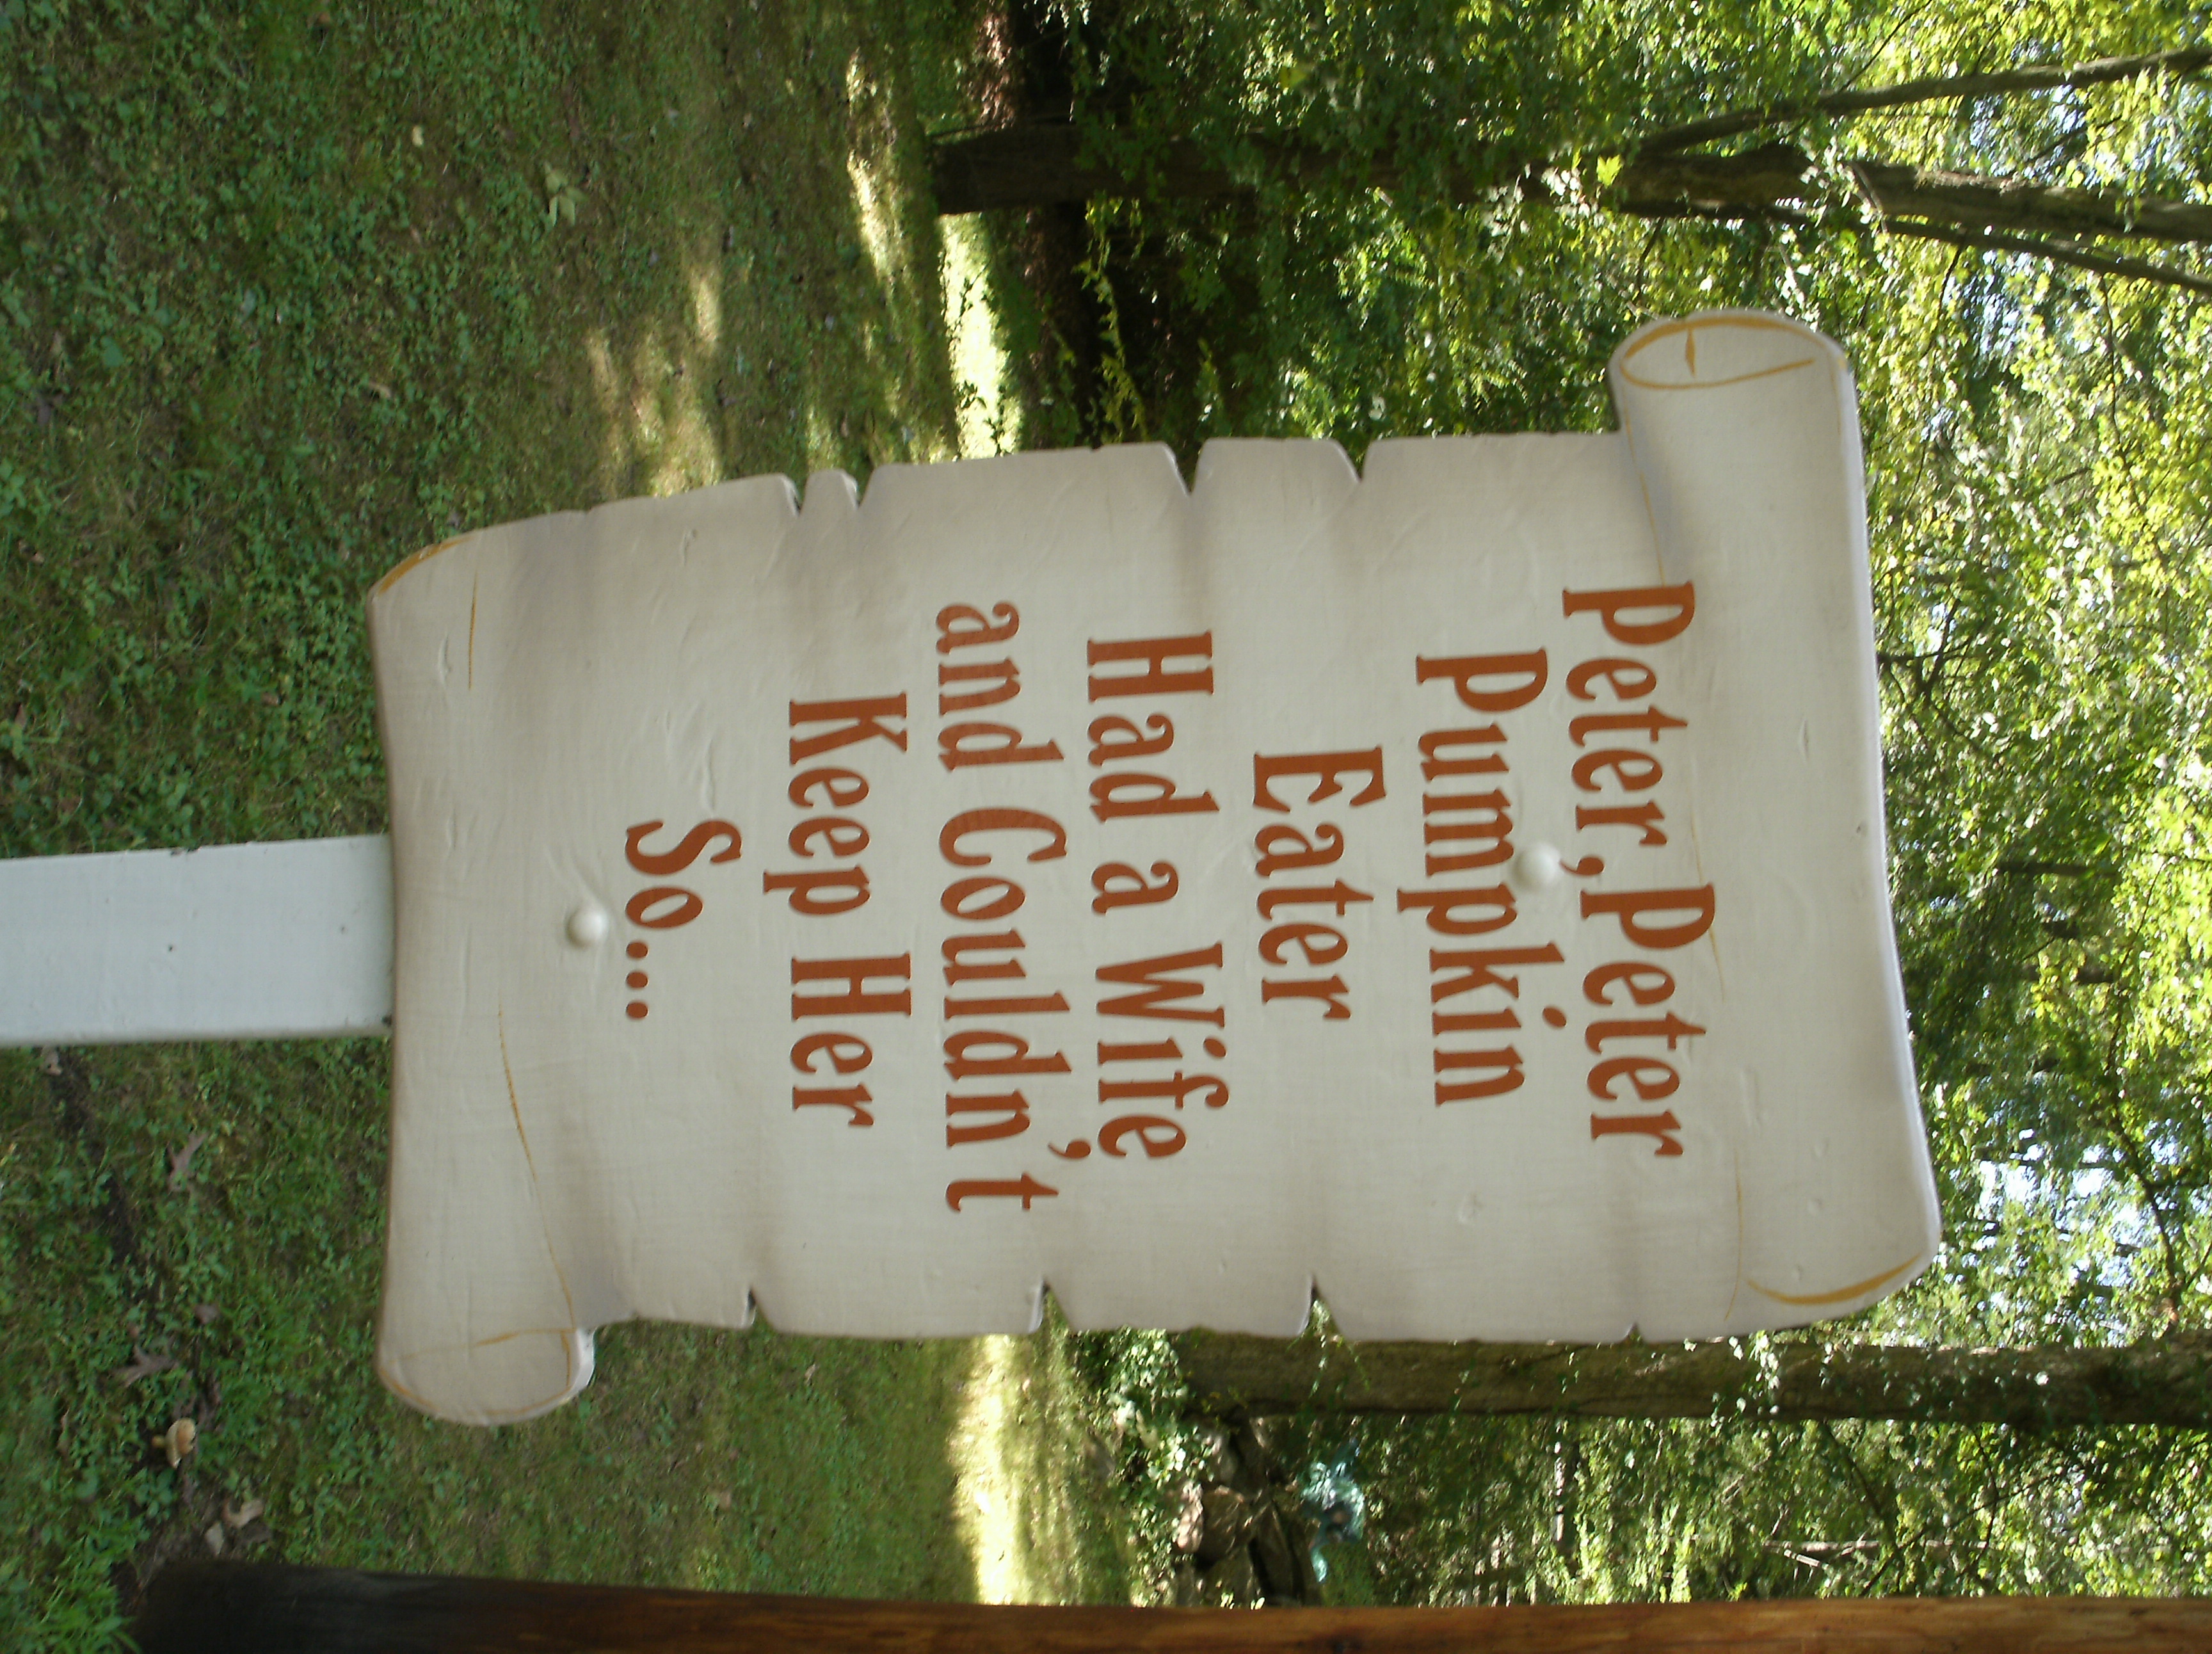 Peter, Peter
Pumpkin
Eater
Had a Wife
and Couldn't
Keep Her
So...